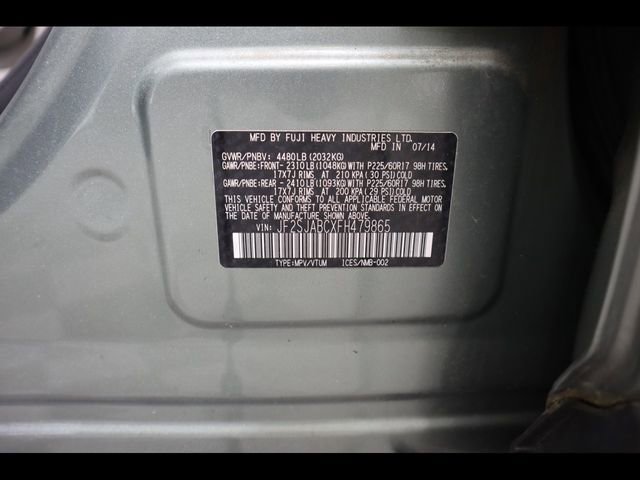 MFD BY FUJI HEAVY INDUSTRIES LTD.
MFD IN 07/14
GVWR/PNBV: 4480LB(2032KG)
GAWR/PNBE:FRONT- 2310LB(1048KG)WITH P225/60R17 98H TIRES,
17X7J RIMS AT 210 KPA(30 PSI)COLD
GAWR/PNBE:REAR -2410LB(1093KG)WITH P225/60R17 98H TIRES,
17X7J RIMS AT 200 KPA(29 PSI)COLD
THIS VEHICLE CONFORMS TO ALL APPLICABLE FEDERAL MOTOR
VEHICLE SAFETY AND THEFT PREVENTION STANDARDS IN EFFECT
ON THE DATE OF MANUFACTURE SHOWN ABOVE.
VIN: JF2SJABCXFH479865
TYPE:MPV/VTUM ICES/NMB-002